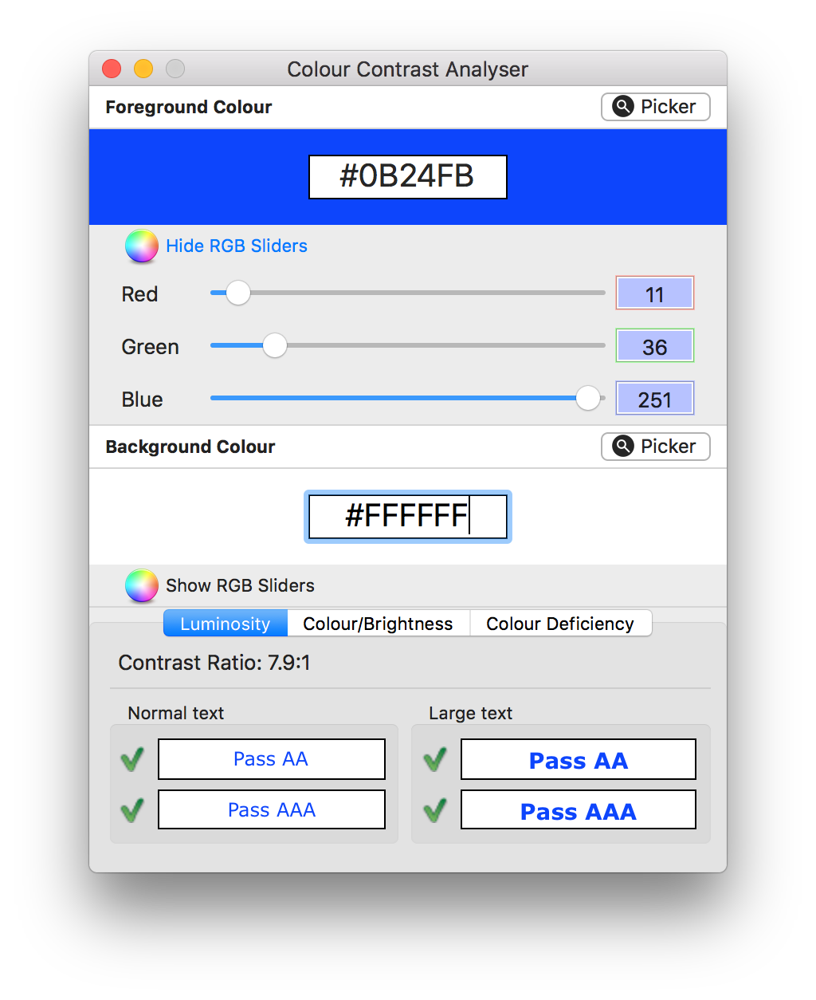 Colour Contrast Analyser
Foreground Colour
Picker
#0B24FB
Hide RGB Sliders
Red
11
Green
36
Blue
251
Background Colour
Picker
#FFFFFF
Show RGB Sliders
Luminosity
Colour/Brightness
Colour Deficiency
Contrast Ratio: 7.9:1
Normal text
Large text
Pass AA
Pass AA
Pass AAA
Pass AAA